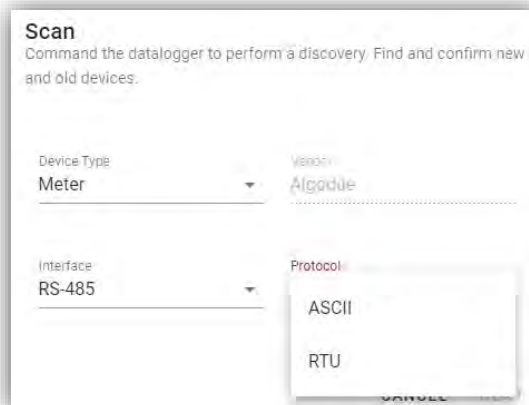 Scan
Command the datalogger to perform a discovery. Find and confirm new
and old devices.
Device Type
Vendor
Meter
Algodue
Interface
Protocol
RS-485
ASCII
RTU
CANCEL